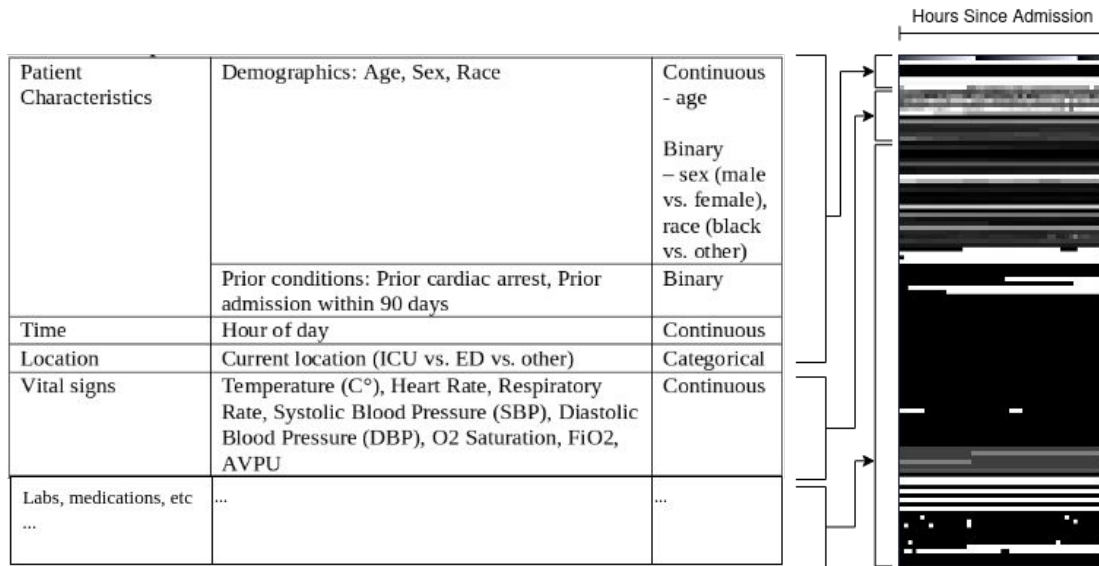 Hours Since Admission
Patient
Characteristics
Demographics: Age, Sex, Race
Continuous
- age
Binary
– sex (male
vs. female),
race (black
vs. other)
Prior conditions: Prior cardiac arrest, Prior
admission within 90 days
Binary
Time
Hour of day
Continuous
Location
Current location (ICU vs. ED vs. other)
Categorical
Vital signs
Temperature (C°), Heart Rate, Respiratory
Rate, Systolic Blood Pressure (SBP), Diastolic
Blood Pressure (DBP), O2 Saturation, FiO2,
AVPU
Continuous
Labs, medications, etc
...
...
...